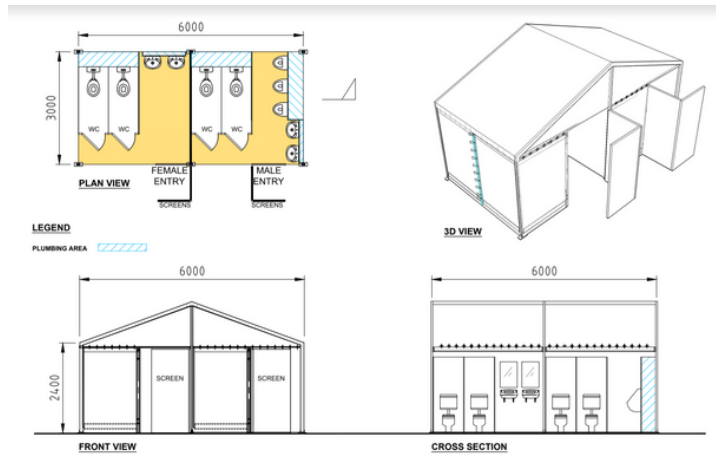 6000
3000
WC
WC
WC
WC
FEMALE
ENTRY
MALE
ENTRY
PLAN VIEW
SCREENS
SCREENS
LEGEND
PLUMBING AREA
3D VIEW
6000
2400
SCREEN
SCREEN
FRONT VIEW
6000
CROSS SECTION